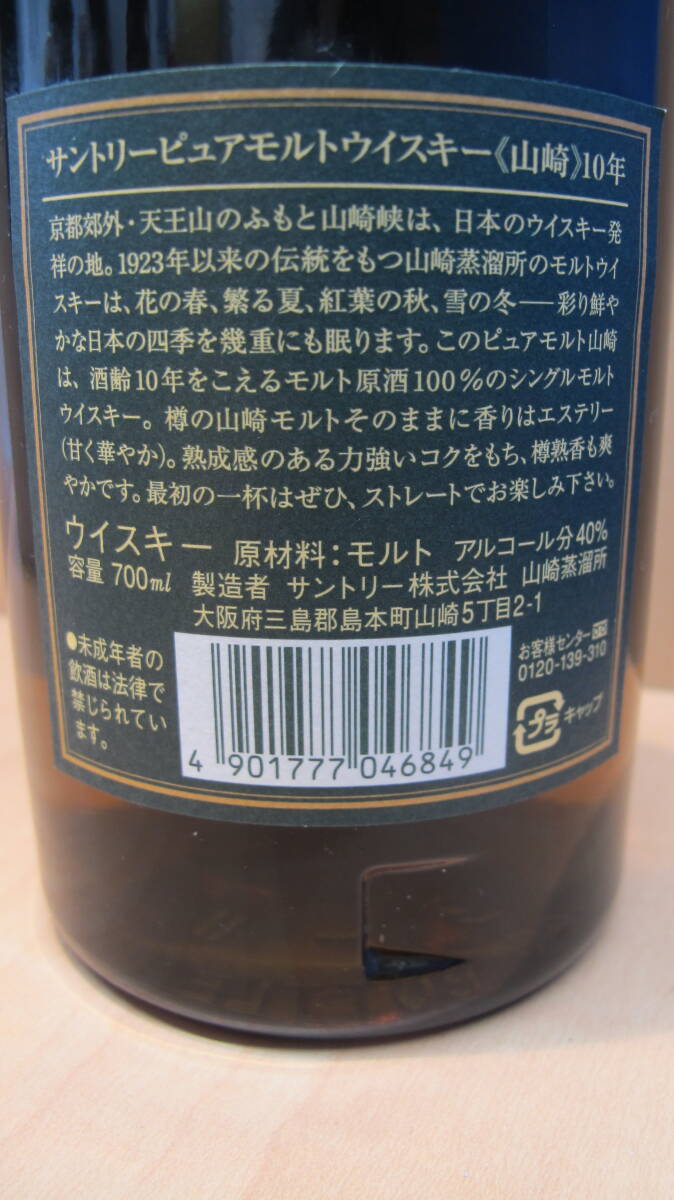 サントリーピュアモルトウイスキー《山崎》10年
京都郊外・天王山のふもと山崎峡は、日本のウイスキー発
祥の地。1923年以来の伝統をもつ山崎蒸溜所のモルトウイ
スキーは、花の春、繁る夏、紅葉の秋、雪の冬──彩り鮮や
かな日本の四季を幾重にも眠ります。このピュアモルト山崎
は、酒齢10年をこえるモルト原酒100%のシングルモルト
ウイスキー。樽の山崎モルトそのままに香りはエステリー
(甘く華やか)。熟成感のある力強いコクをもち、樽熟香も爽
やかです。最初の一杯はぜひ、ストレートでお楽しみ下さい。
ウイスキー 原材料:モルト アルコール分40%
容量 700ml 製造者 サントリー株式会社 山崎蒸溜所
大阪府三島郡島本町山崎5丁目2-1
●未成年者の
飲酒は法律で
禁じられてい
ます。
4 901777 046849
お客様センター
0120-139-310
プラ キャップ